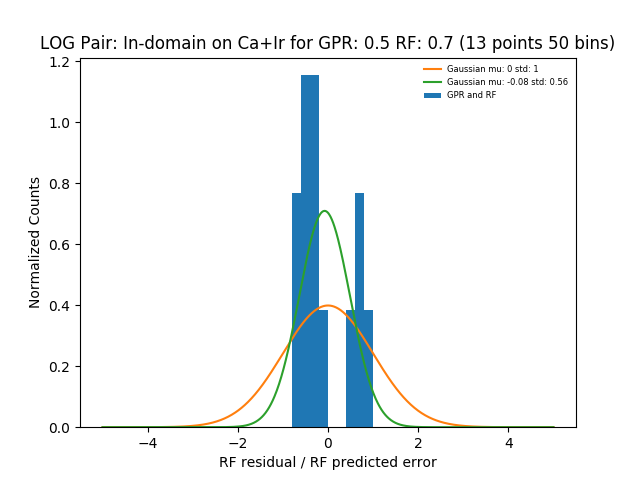 LOG Pair: In-domain on Ca+Ir for GPR: 0.5 RF: 0.7 (13 points 50 bins)
Gaussian mu: 0 std: 1
Gaussian mu: -0.08 std: 0.56
GPR and RF
Normalized Counts
1.2
1.0
0.8
0.6
0.4
0.2
0.0
−4 −2 0 2 4
RF residual / RF predicted error